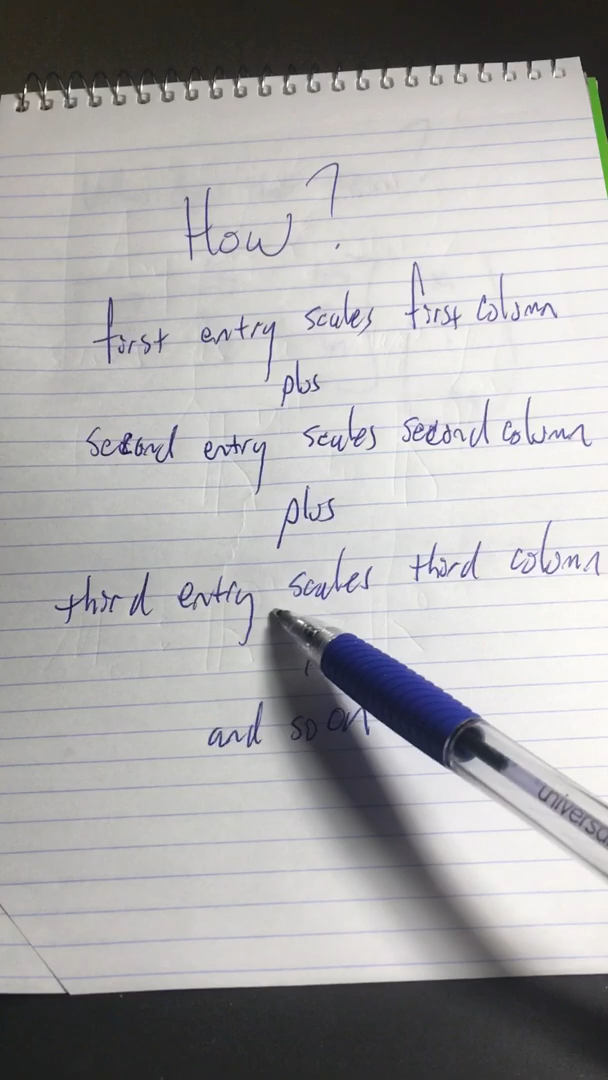 How?
first entry scales first column
plus
second entry scales second column
plus
third entry scales third column
and so on